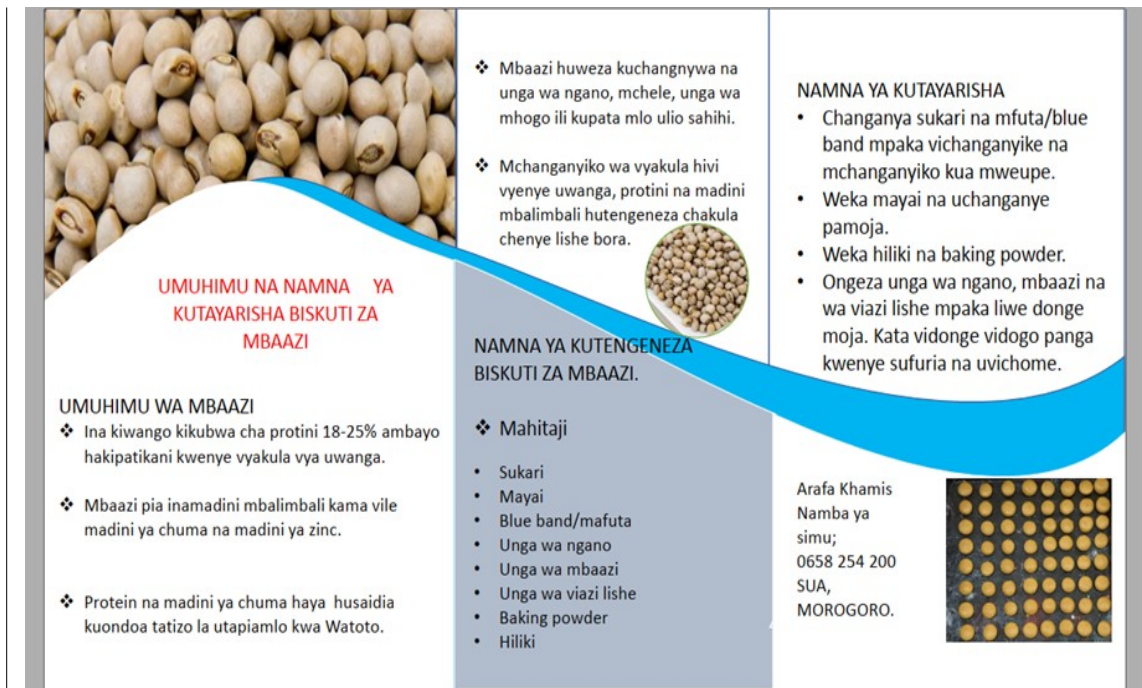 UMUHIMU NA NAMNA YA
KUTAYARISHA BISKUTI ZA
MBAAZI
UMUHIMU WA MBAAZI
❖ Ina kiwango kikubwa cha protini 18-25% ambayo
hakipatikani kwenye vyakula vya uwanga.
❖ Mbaazi pia inamadini mbalimbali kama vile
madini ya chuma na madini ya zinc.
❖ Protein na madini ya chuma haya husaidia
kuondoa tatizo la utapiamlo kwa Watoto.
❖ Mbaazi huweza kuchangnywa na
unga wa ngano, mchele, unga wa
mhogo ili kupata mlo ulio sahihi.
❖ Mchanganyiko wa vyakula hivi
vyenye uwanga, protini na madini
mbalimbali hutengeneza chakula
chenye lishe bora.
NAMNA YA KUTENGENEZA
BISKUTI ZA MBAAZI.
❖ Mahitaji
• Sukari
• Mayai
• Blue band/mafuta
• Unga wa ngano
• Unga wa mbaazi
• Unga wa viazi lishe
• Baking powder
• Hiliki
NAMNA YA KUTAYARISHA
• Changanya sukari na mfuta/blue
band mpaka vichanganyike na
mchanganyiko kua mweupe.
• Weka mayai na uchanganye
pamoja.
• Weka hiliki na baking powder.
• Ongeza unga wa ngano, mbaazi na
wa viazi lishe mpaka liwe donge
moja. Kata vidonge vidogo panga
kwenye sufuria na uvichome.
Arafa Khamis
Namba ya
simu;
0658 254 200
SUA,
MOROGORO.